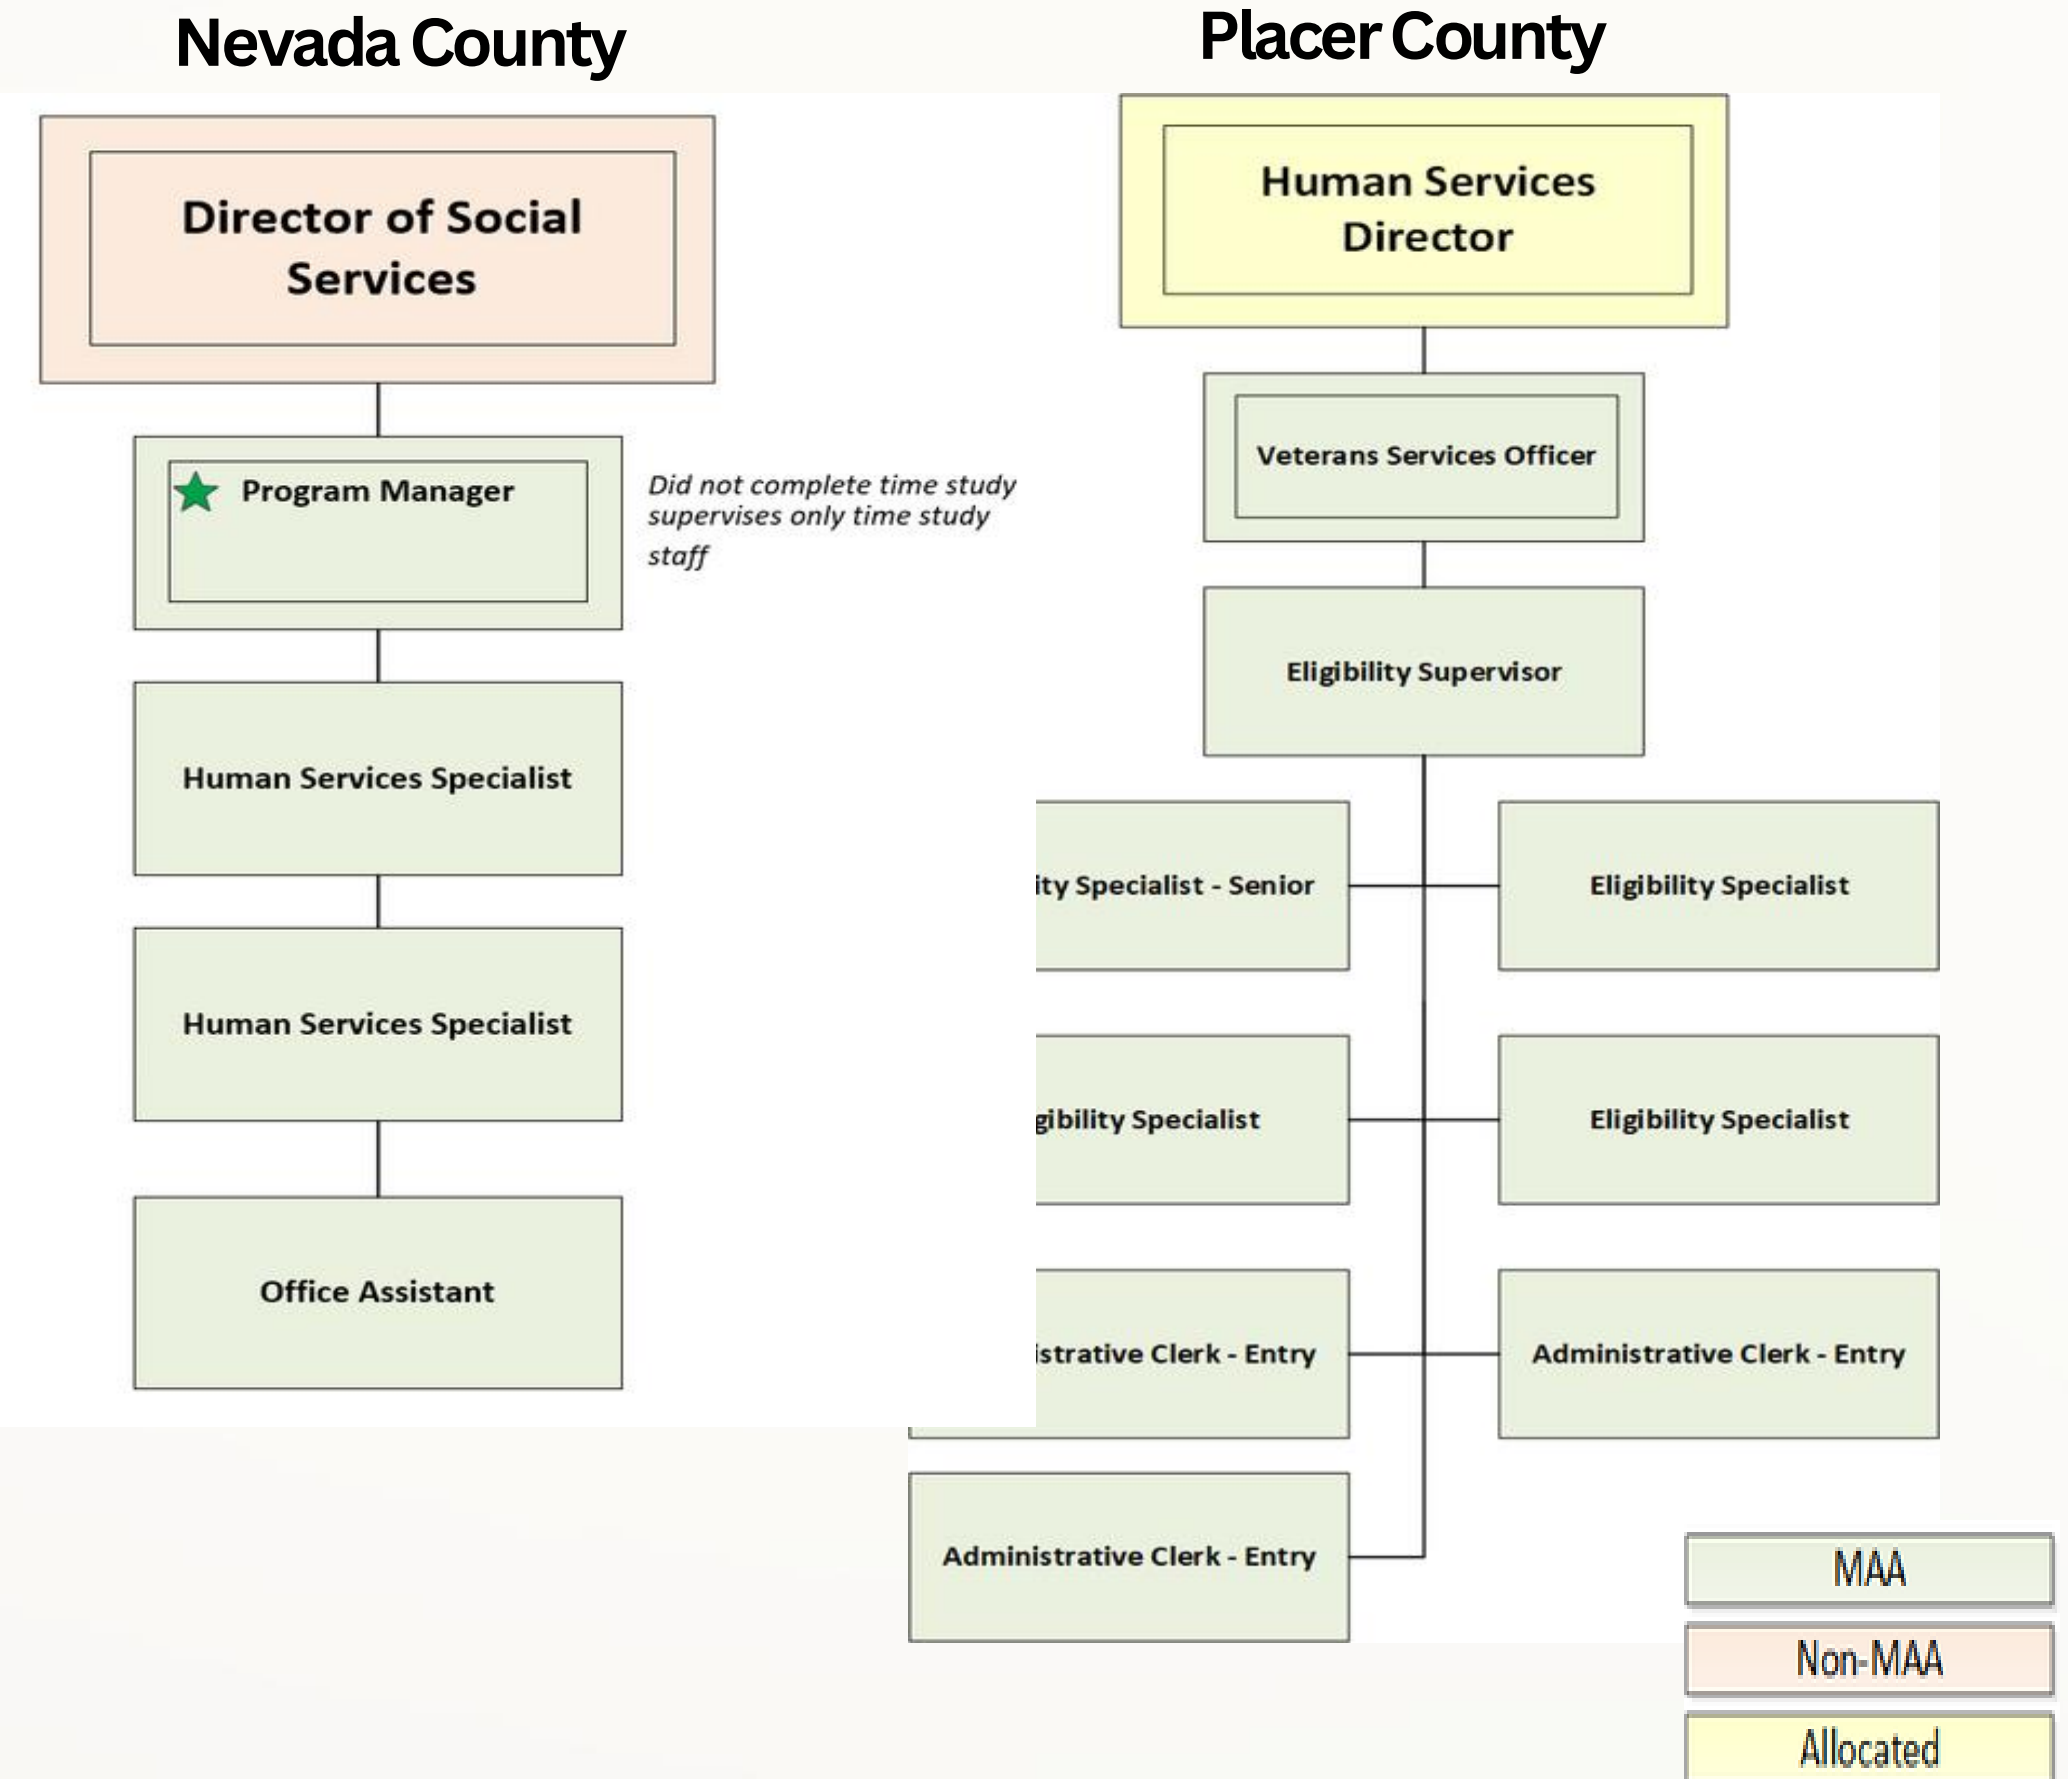 Nevada County
Director of Social
Services
Program Manager
Did not complete time study
supervises only time study
staff
Human Services Specialist
Human Services Specialist
Office Assistant
Placer County
Human Services
Director
Veterans Services Officer
Eligibility Supervisor
ity Specialist - Senior
Eligibility Specialist
gibility Specialist
Eligibility Specialist
istrative Clerk - Entry
Administrative Clerk - Entry
Administrative Clerk - Entry
MAA
Non-MAA
Allocated